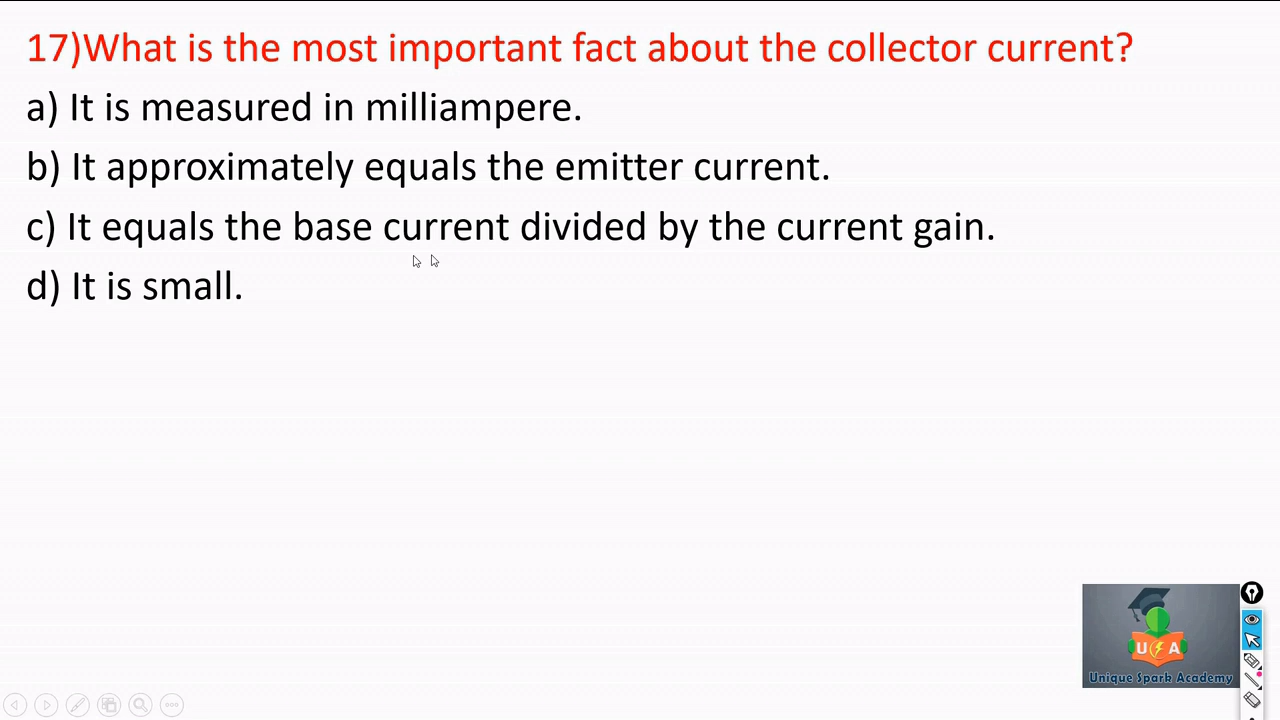 17)What is the most important fact about the collector current?
a) It is measured in milliampere.
b) It approximately equals the emitter current.
c) It equals the base current divided by the current gain.
d) It is small.
U A
Unique Spark Academy